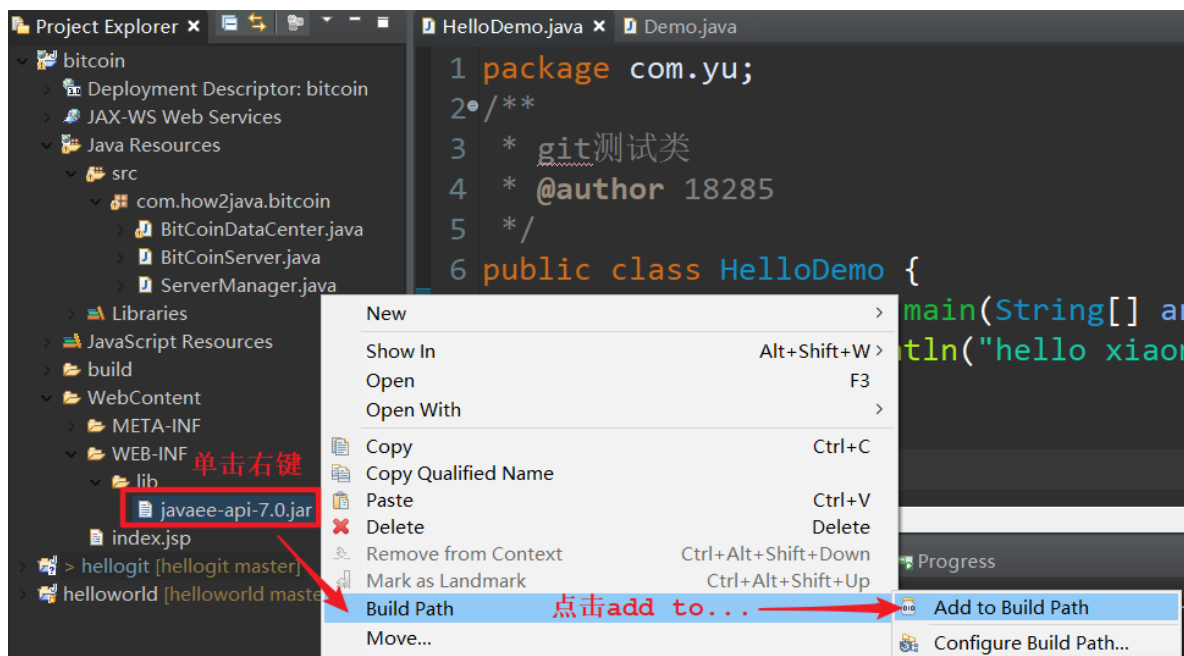 Project Explorer
bitcoin
Deployment Descriptor: bitcoin
JAX-WS Web Services
Java Resources
src
com.how2java.bitcoin
BitCoinDataCenter.java
BitCoinServer.java
ServerManager.java
Libraries
JavaScript Resources
build
WebContent
META-INF
WEB-INF
单击右键
lib
javaee-api-7.0.jar
index.jsp
> hellogit [hellogit master]
helloworld [helloworld maste
HelloDemo.java Demo.java
1 package com.yu;
2 /**
3 * git测试类
4 * @author 18285
5 */
6 public class HelloDemo {
main(String[] a
tln("hello xiao
New
Show In Alt+Shift+W
Open F3
Open With
Copy Ctrl+C
Copy Qualified Name
Paste Ctrl+V
Delete Delete
Remove from Context Ctrl+Alt+Shift+Down
Mark as Landmark Ctrl+Alt+Shift+Up
Build Path 点击add to...
Move...
Progress
Add to Build Path
Configure Build Path...